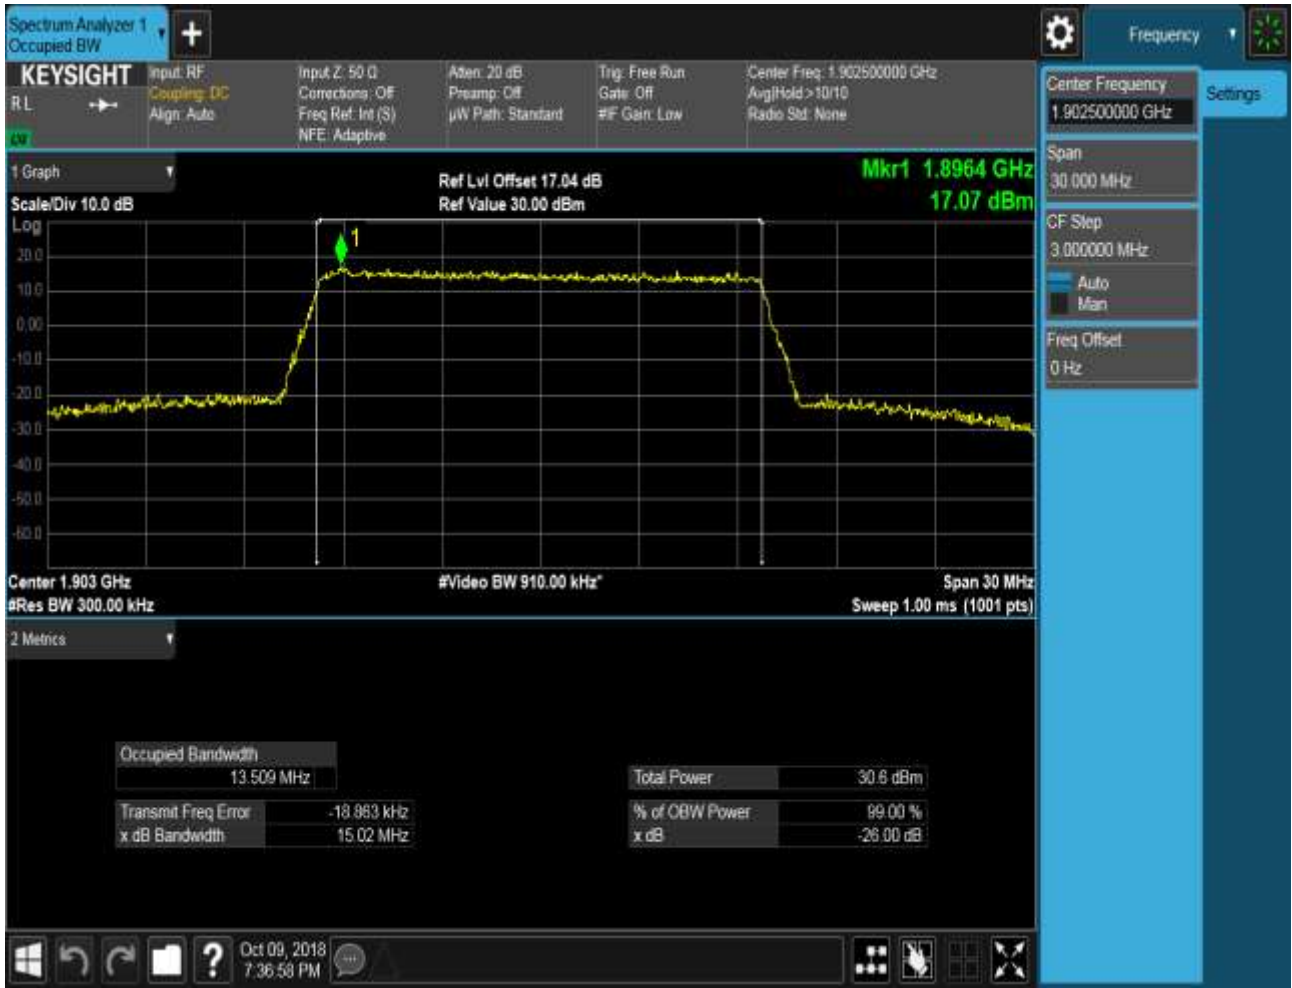 Spectrum Analyzer 1
Occupied BW
Frequency
KEYSIGHT
RL
Input: RF
Coupling: DC
Align: Auto
Input Z: 50 Ω
Corrections: Off
Freq Ref: Int (S)
NFE: Adaptive
Atten: 20 dB
Preamp: Off
µW Path: Standard
Trig: Free Run
Gate: Off
#IF Gain: Low
Center Freq: 1.902500000 GHz
Avg|Hold:>10/10
Radio Std: None
Center Frequency
1.902500000 GHz
Settings
Span
30.000 MHz
CF Step
3.000000 MHz
Auto
Man
Freq Offset
0 Hz
1 Graph
Scale/Div 10.0 dB
Ref Lvl Offset 17.04 dB
Ref Value 30.00 dBm
Mkr1 1.8964 GHz
17.07 dBm
Log
1
20.0
10.0
0.00
-10.0
-20.0
-30.0
-40.0
-50.0
-60.0
Center 1.903 GHz
#Video BW 910.00 kHz*
Span 30 MHz
#Res BW 300.00 kHz
Sweep 1.00 ms (1001 pts)
2 Metrics
Occupied Bandwidth
13.509 MHz
Total Power 30.6 dBm
Transmit Freq Error -18.863 kHz
% of OBW Power 99.00 %
x dB Bandwidth 15.02 MHz
x dB -26.00 dB
Oct 09, 2018
7:36:58 PM